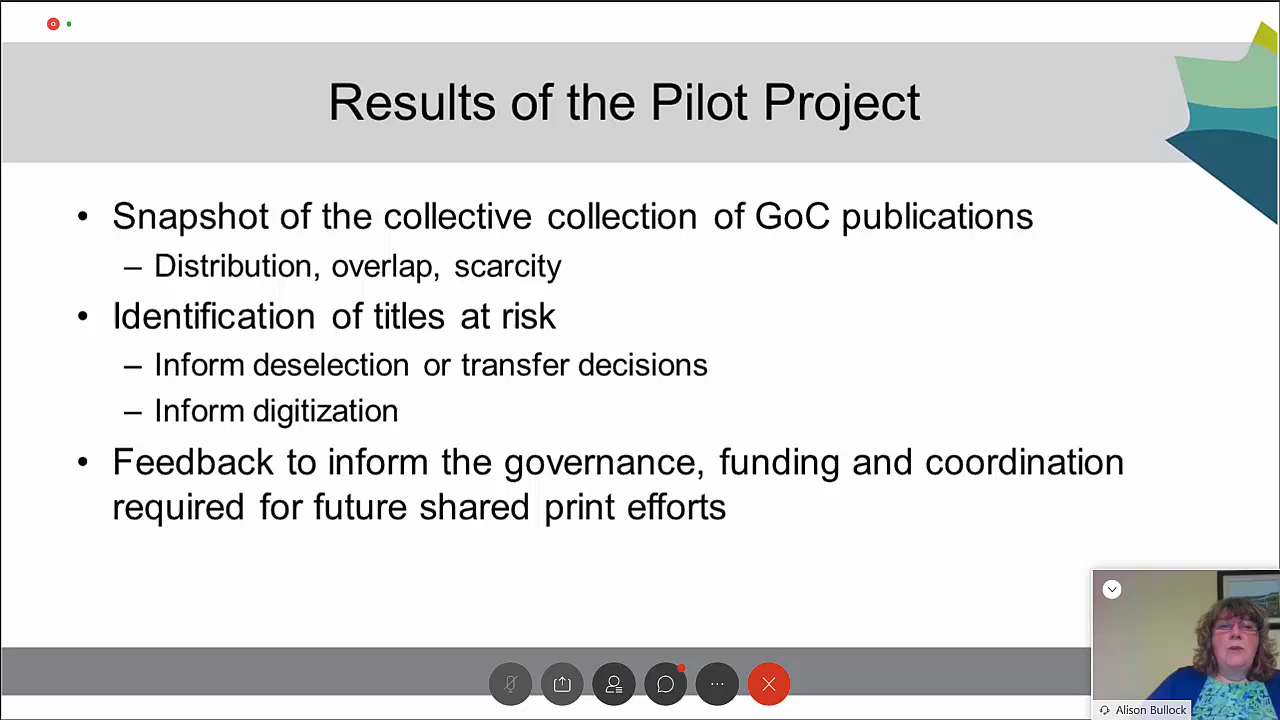 Results of the Pilot Project
• Snapshot of the collective collection of GoC publications
– Distribution, overlap, scarcity
• Identification of titles at risk
– Inform deselection or transfer decisions
– Inform digitization
• Feedback to inform the governance, funding and coordination
required for future shared print efforts
Alison Bullock